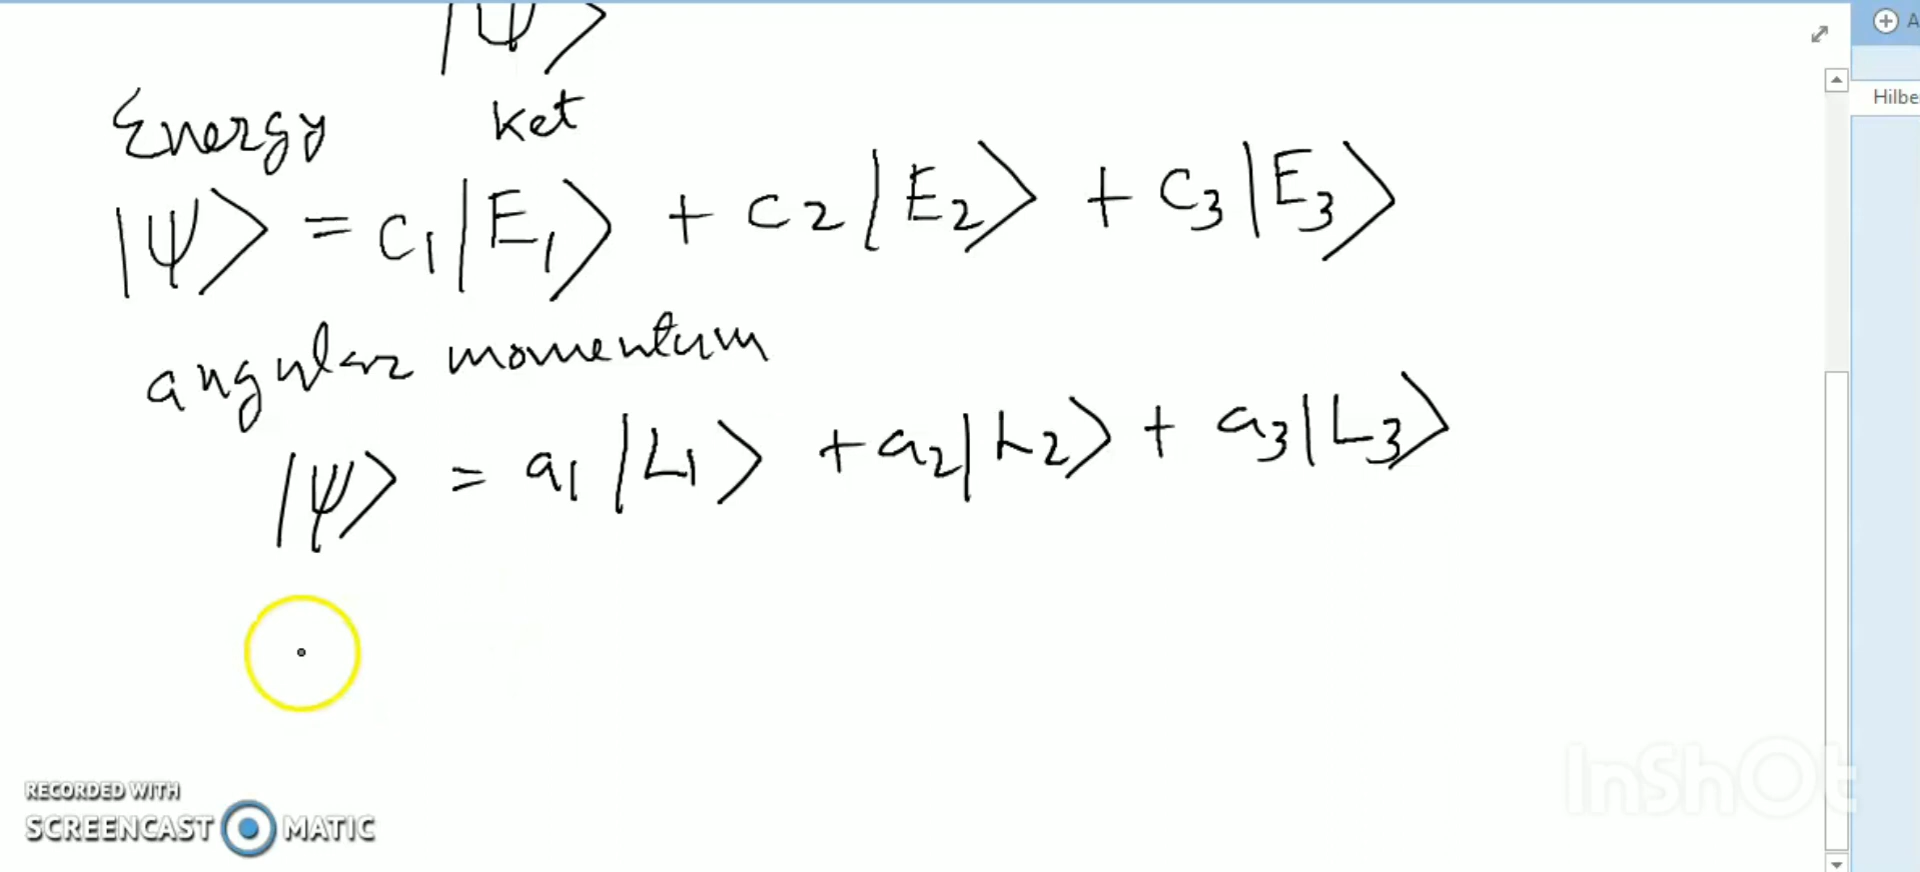 |Ψ>
Energy ket
|Ψ> = C1|E1> + C2|E2> + C3|E3>
angular momentum
|Ψ> = a1|L1> + a2|L2> + a3|L3>
Hilbe
A
InShOt
RECORDED WITH
SCREENCAST MATIC